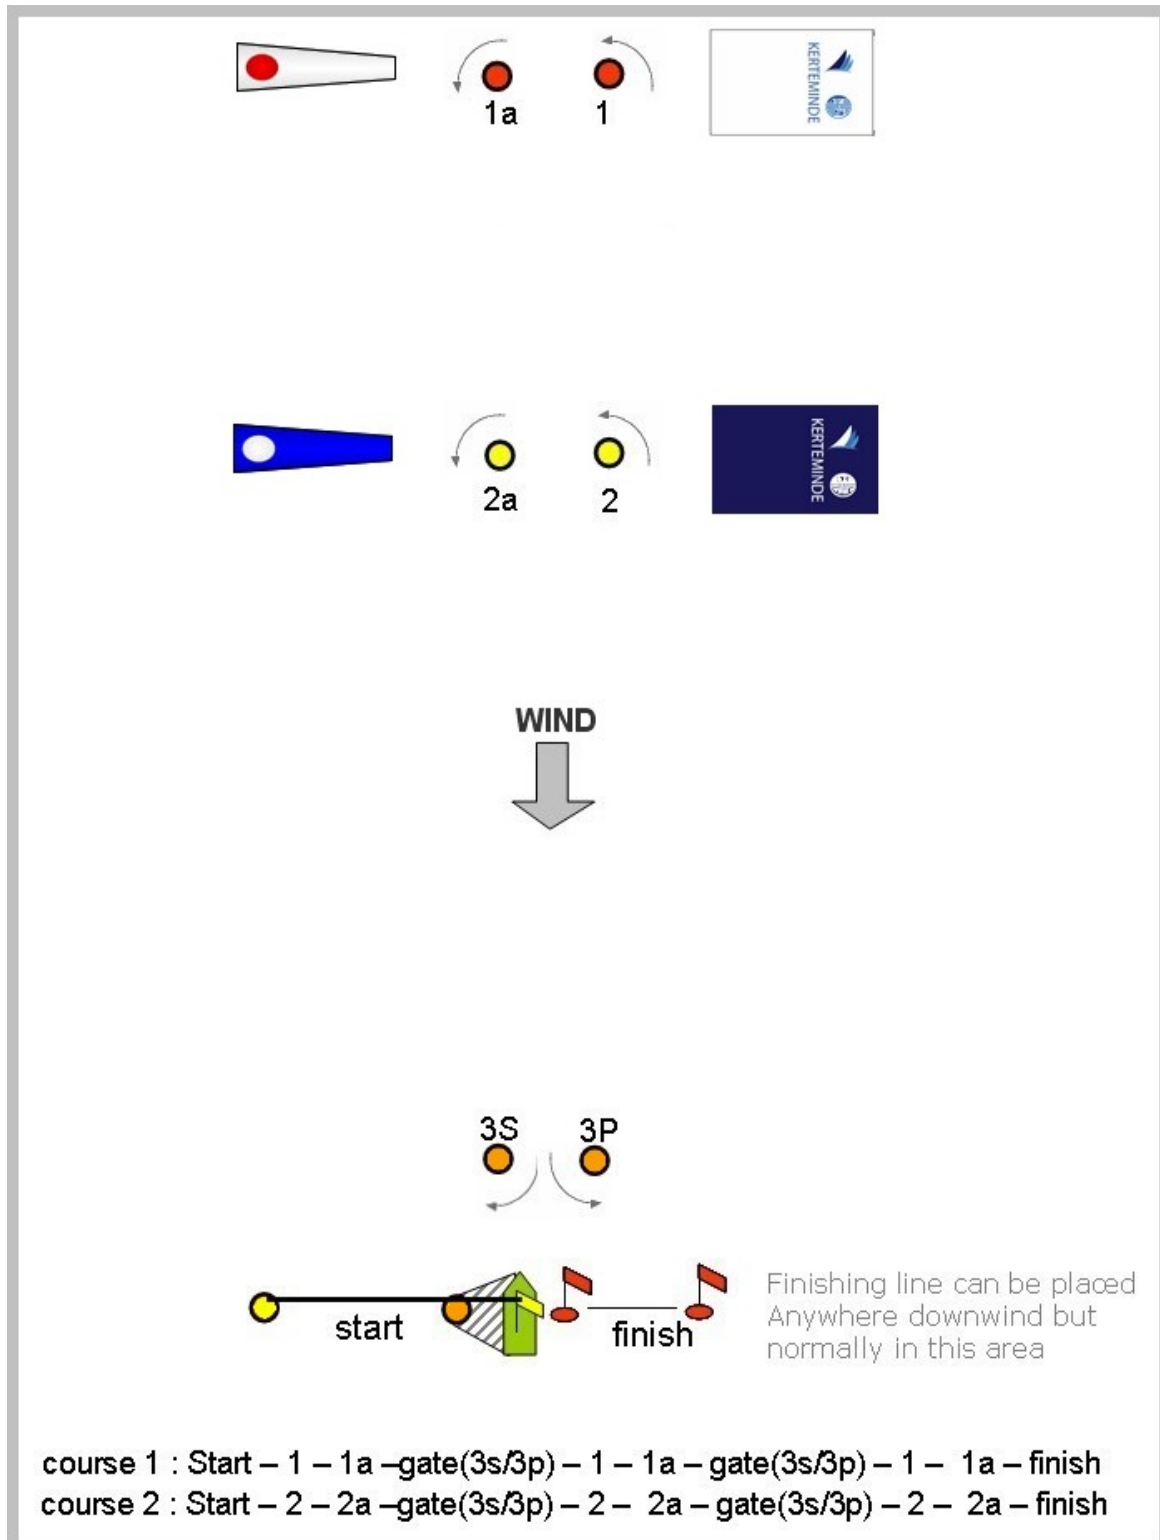 KERTEMINDE
1a
1
KERTEMINDE
2a
2
WIND
3S
3P
start
finish
Finishing line can be placed
Anywhere downwind but
normally in this area
course 1 : Start – 1 – 1a –gate(3s/3p) – 1 – 1a – gate(3s/3p) – 1 – 1a – finish
course 2 : Start – 2 – 2a –gate(3s/3p) – 2 – 2a – gate(3s/3p) – 2 – 2a – finish